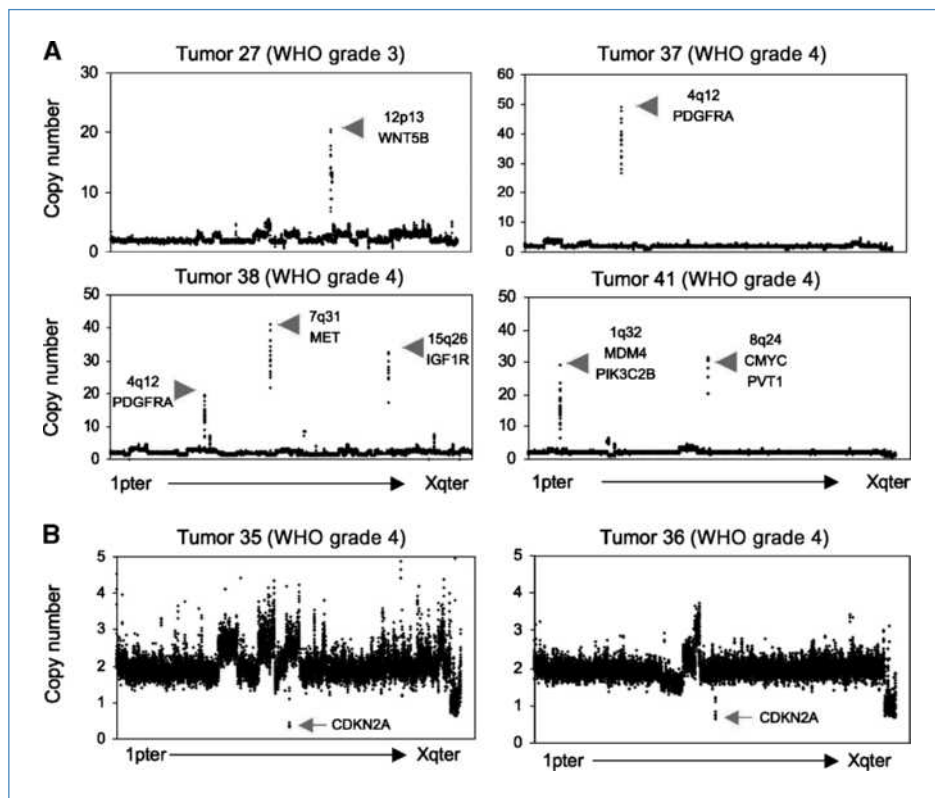 A
Tumor 27 (WHO grade 3)
Copy number
30
20
10
0
12p13
WNT5B
Tumor 37 (WHO grade 4)
60
50
40
30
20
10
0
4q12
PDGFRA
Tumor 38 (WHO grade 4)
Copy number
50
40
30
20
10
0
4q12
PDGFRA
7q31
MET
15q26
IGF1R
1pter
Xqter
Tumor 41 (WHO grade 4)
50
40
30
20
10
0
1q32
MDM4
PIK3C2B
8q24
CMYC
PVT1
1pter
Xqter
B
Tumor 35 (WHO grade 4)
Copy number
5
4
3
2
1
0
CDKN2A
1pter
Xqter
Tumor 36 (WHO grade 4)
5
4
3
2
1
0
CDKN2A
1pter
Xqter